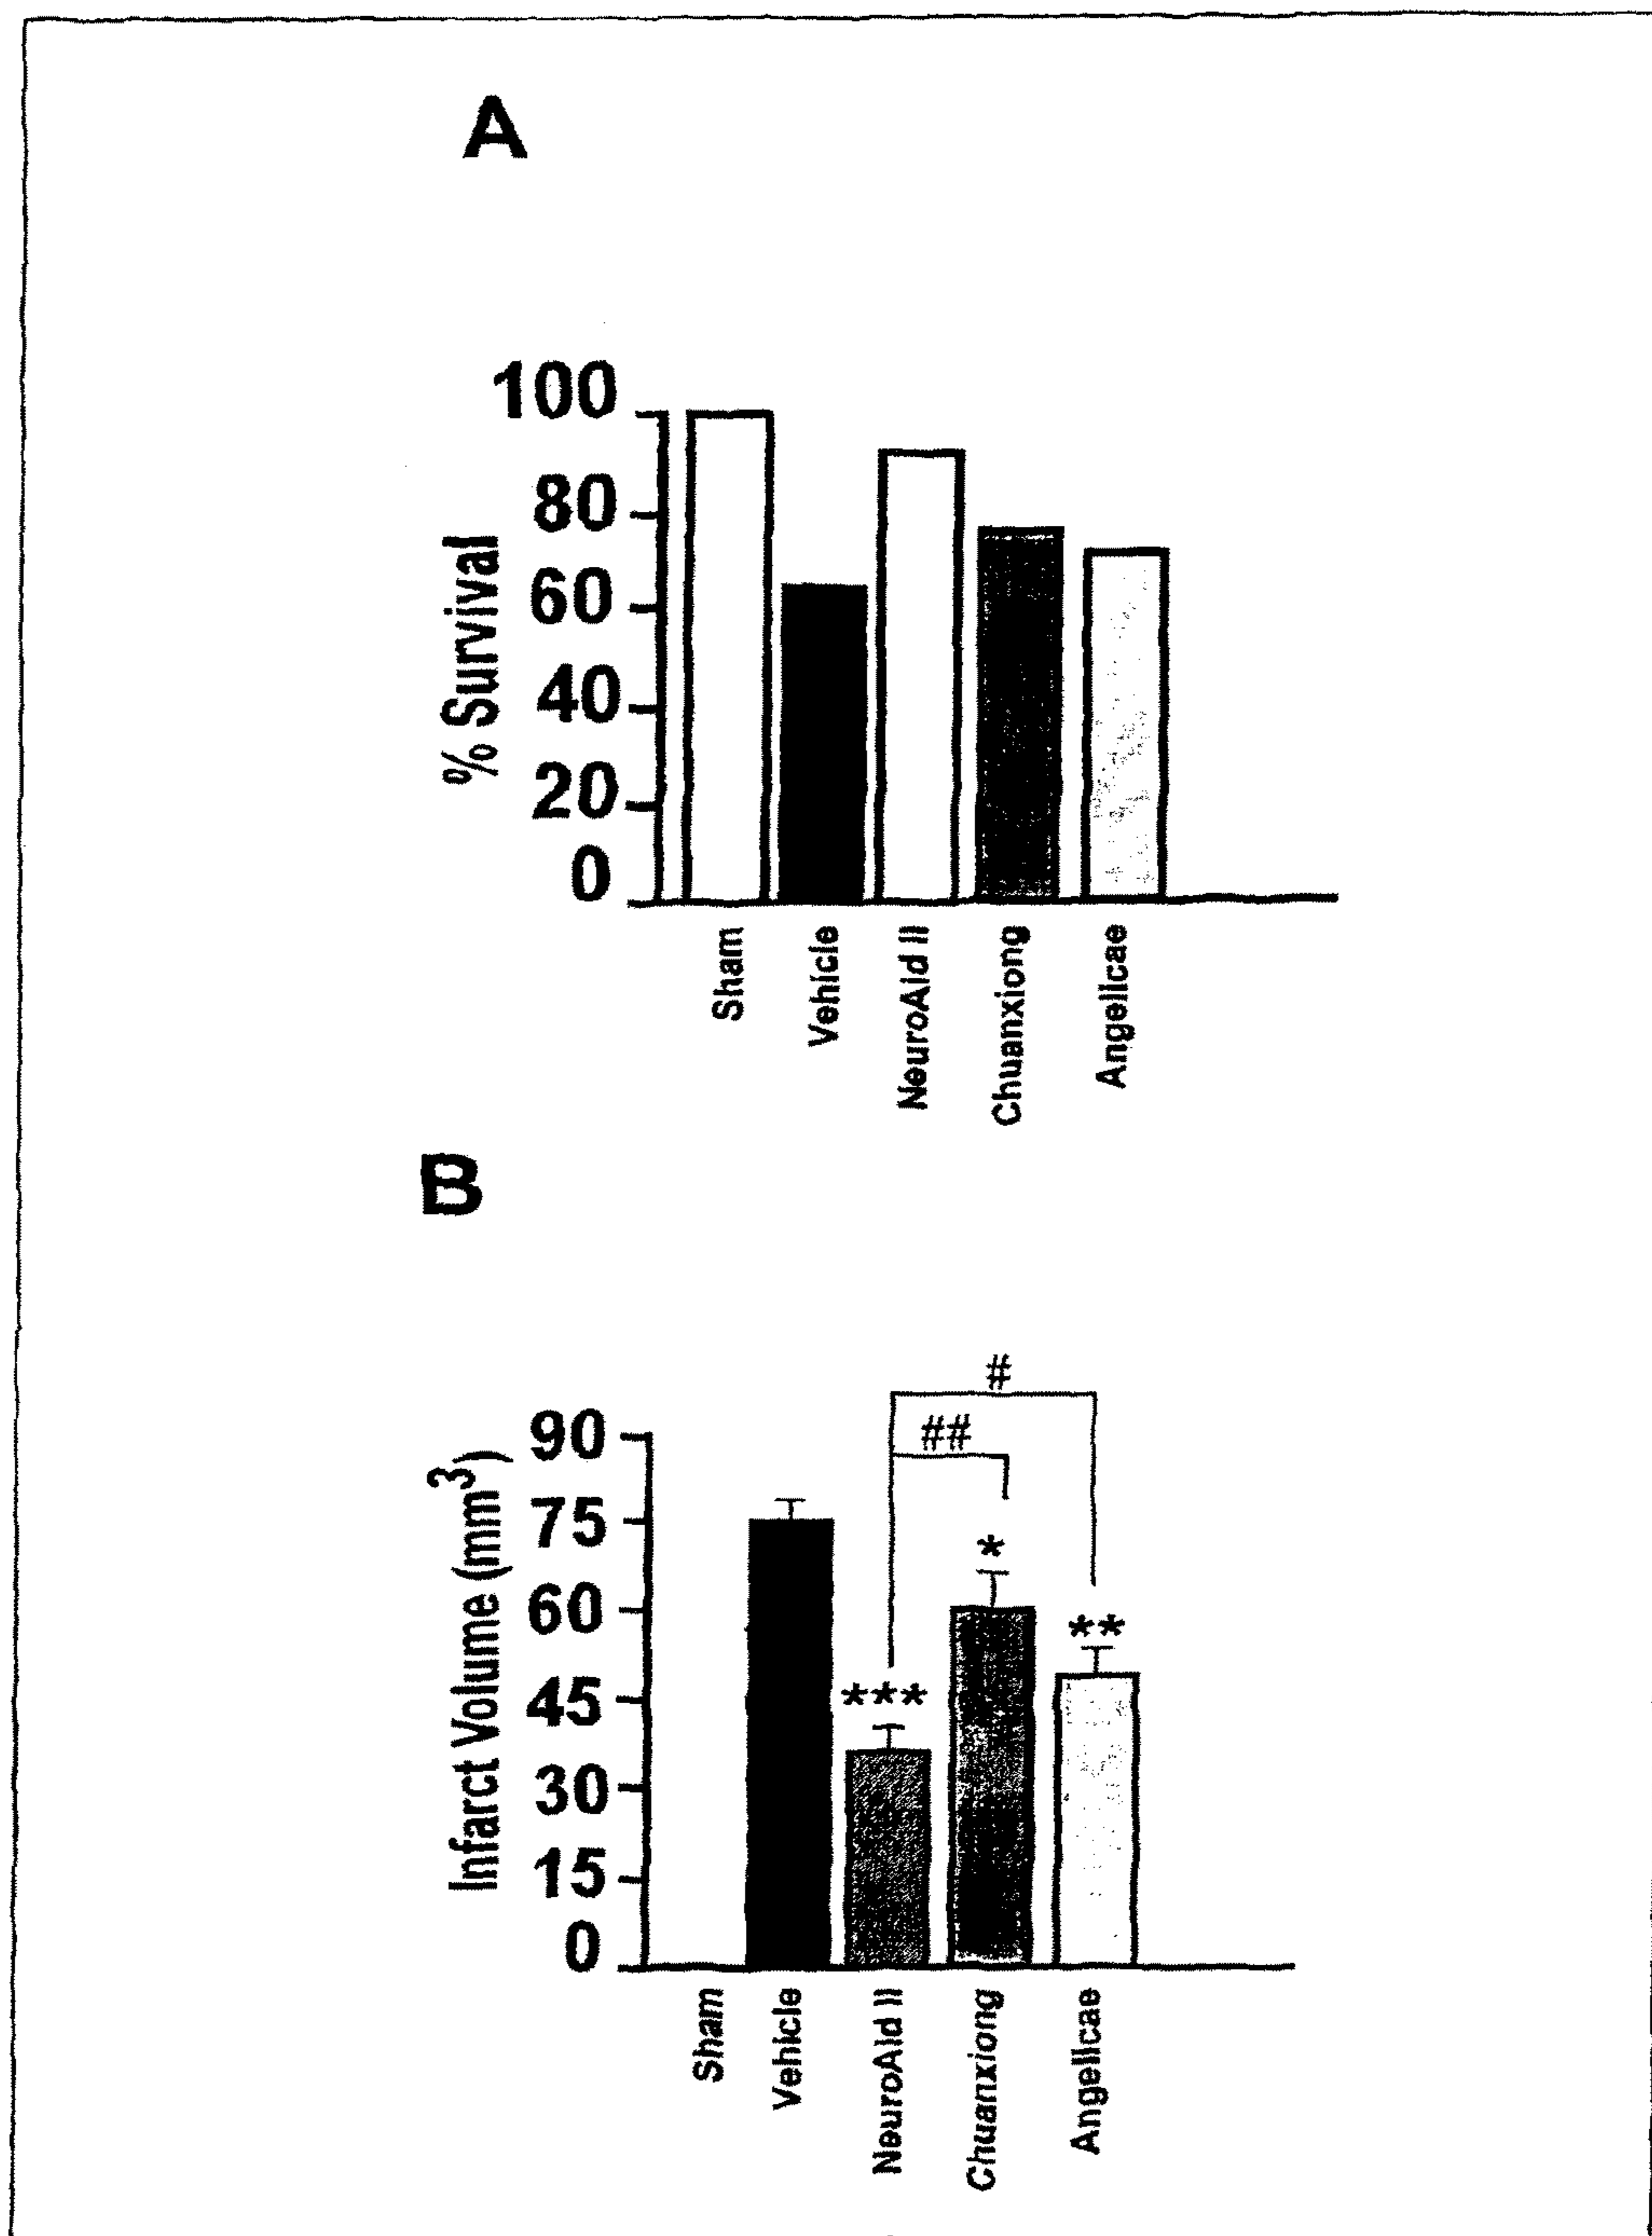 A
100
80
60
40
20
0
% Survival
Sham
Vehicle
NeuroAid II
Chuanxiong
Angelicae
B
#
##
90
75
60
45
30
15
0
Infarct Volume (mm³)
*
**
***
Sham
Vehicle
NeuroAid II
Chuanxiong
Angelicae